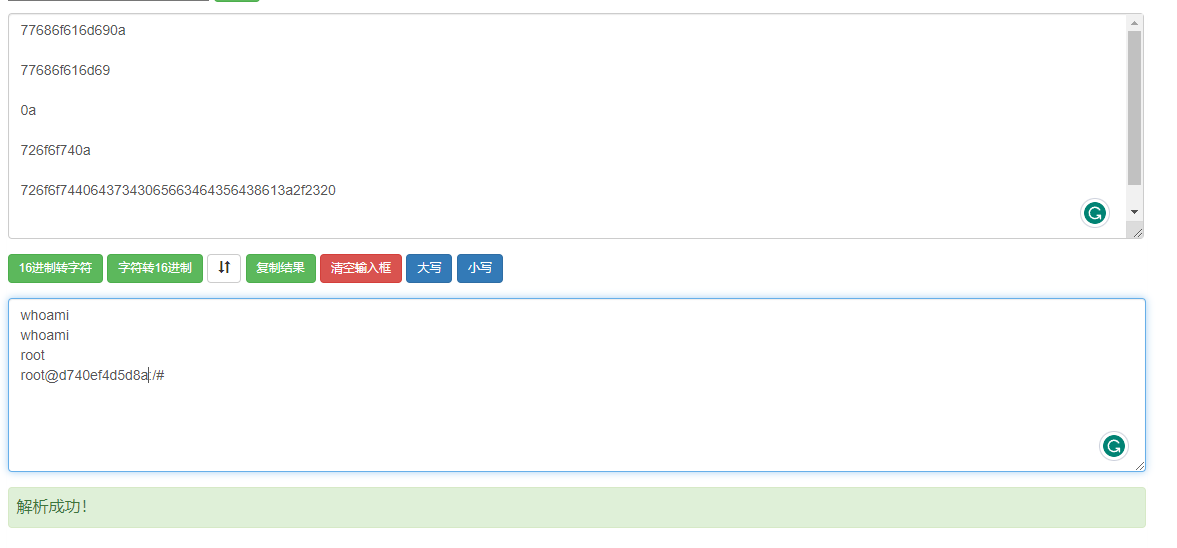 77686f616d690a
77686f616d69
0a
726f6f740a
726f6f74406437343065663464356438613a2f2320
16进制转字符 字符转16进制 复制结果 清空输入框 大写 小写
whoami
whoami
root
root@d740ef4d5d8a:/#
解析成功!